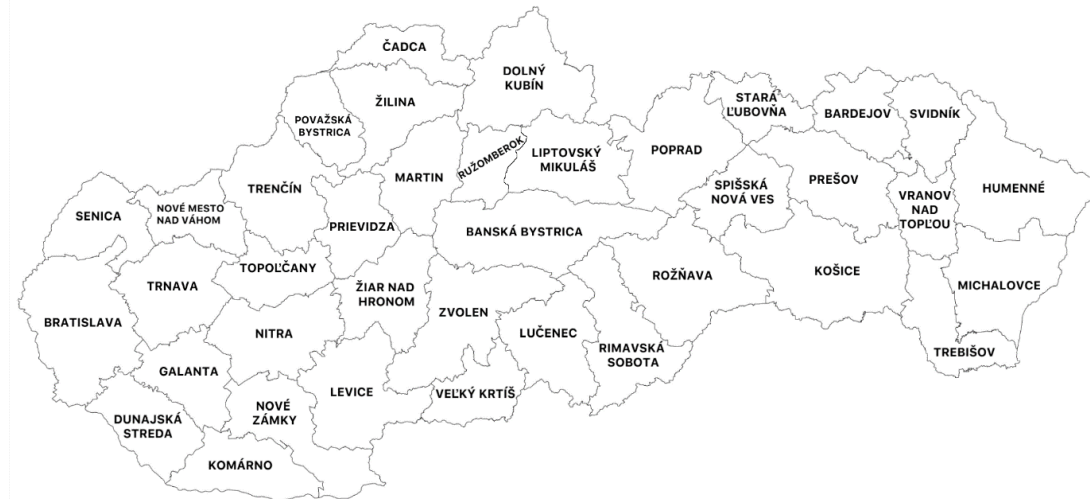 ČADCA
DOLNÝ
KUBÍN
ŽILINA
STARÁ
ĽUBOVŇA
BARDEJOV
SVIDNÍK
POVAŽSKÁ
BYSTRICA
RUŽOMBEROK
LIPTOVSKÝ
MIKULÁŠ
POPRAD
MARTIN
PREŠOV
TRENČÍN
SPIŠSKÁ
NOVÁ VES
HUMENNÉ
VRANOV
NAD
TOPĽOU
SENICA
NOVÉ MESTO
NAD VÁHOM
PRIEVIDZA
BANSKÁ BYSTRICA
TOPOĽČANY
ROŽŇAVA
KOŠICE
TRNAVA
ŽIAR NAD
HRONOM
MICHALOVCE
ZVOLEN
BRATISLAVA
NITRA
LUČENEC
RIMAVSKÁ
SOBOTA
TREBIŠOV
GALANTA
LEVICE
VEĽKÝ KRTÍŠ
NOVÉ
ZÁMKY
DUNAJSKÁ
STREDA
KOMÁRNO